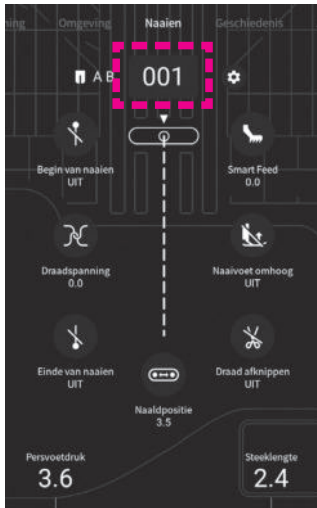 ning Omgeving Naaien Geschiedenis
A B 001
Begin van naaien
UIT
Smart Feed
0.0
Draadspanning
0.0
Naaivoet omhoog
UIT
Einde van naaien
UIT
Draad afknippen
UIT
Naaldpositie
3.5
Persvoetdruk
3.6
Steeklengte
2.4